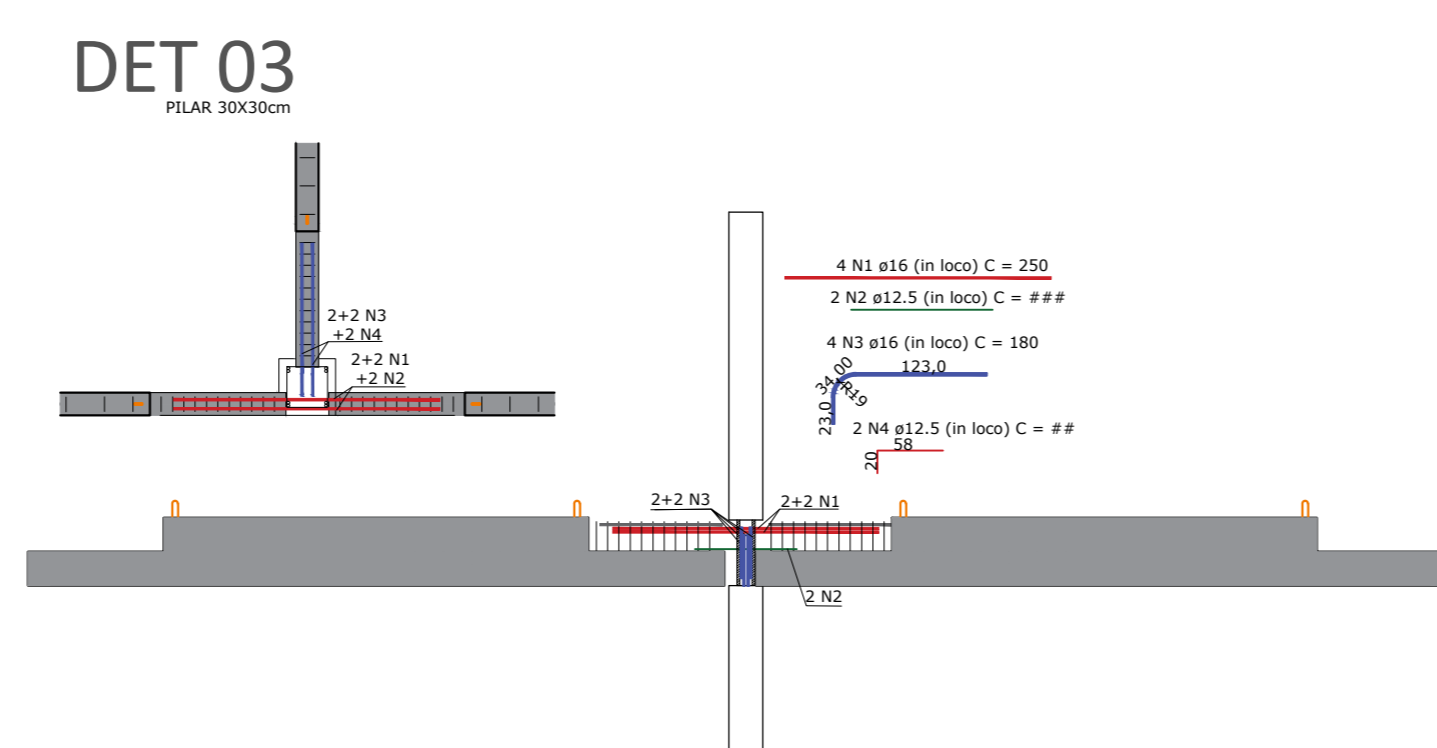 DET 03
PILAR 30X30cm
2+2 N3
+2 N4
2+2 N1
+2 N2
4 N1 ø16 (in loco) C = 250
2 N2 ø12.5 (in loco) C = ###
4 N3 ø16 (in loco) C = 180
123,0
34,00
R19
23,0
2 N4 ø12.5 (in loco) C = ##
58
20
2+2 N3
2+2 N1
2 N2